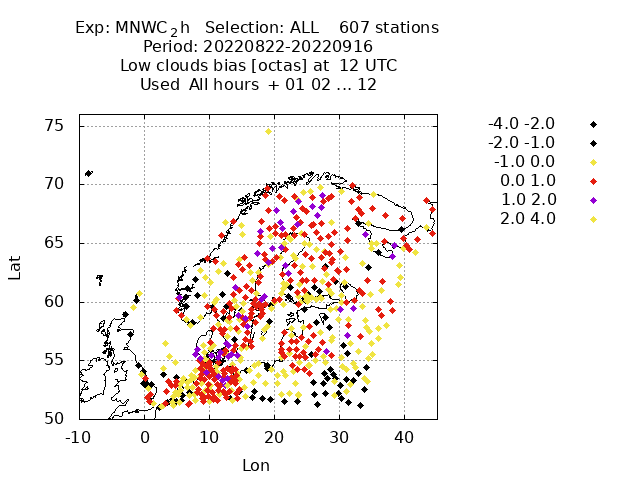 Exp: MNWC_2h   Selection: ALL    607 stations
Period: 20220822-20220916
Low clouds bias [octas] at  12 UTC
Used  All hours  + 01 02 ... 12
-4.0 -2.0
-2.0 -1.0
-1.0 0.0
0.0 1.0
1.0 2.0
2.0 4.0
75
70
65
60
55
50
Lat
-10 0 10 20 30 40
Lon